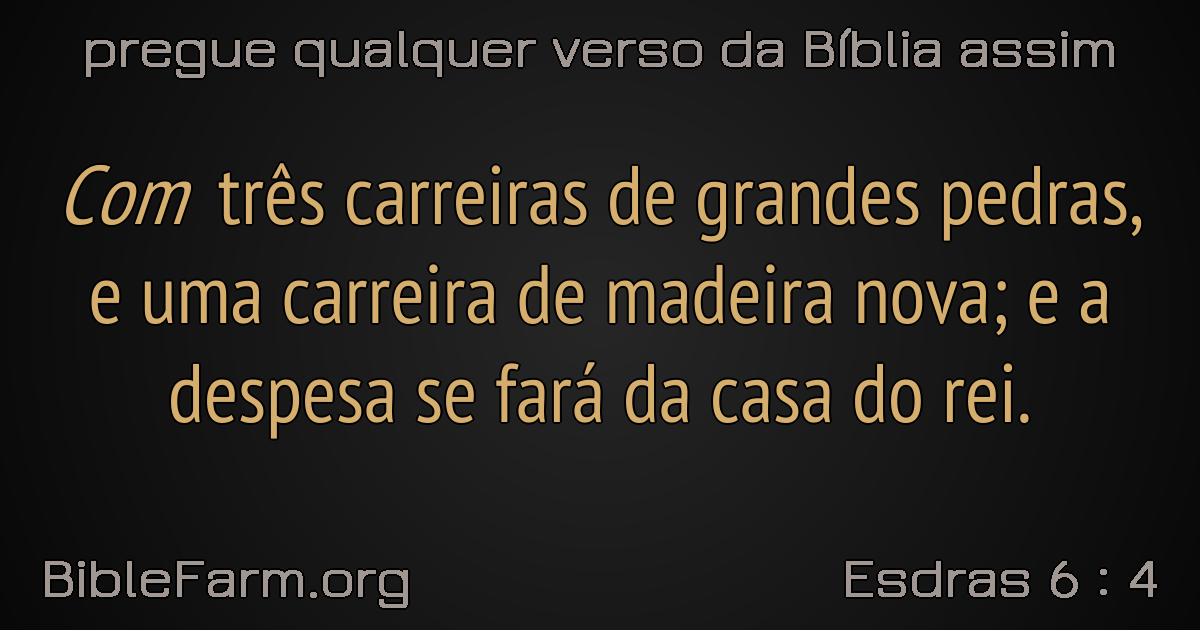 pregue qualquer verso da Bíblia assim
Com três carreiras de grandes pedras,
e uma carreira de madeira nova; e a
despesa se fará da casa do rei.
BibleFarm.org
Esdras 6 : 4